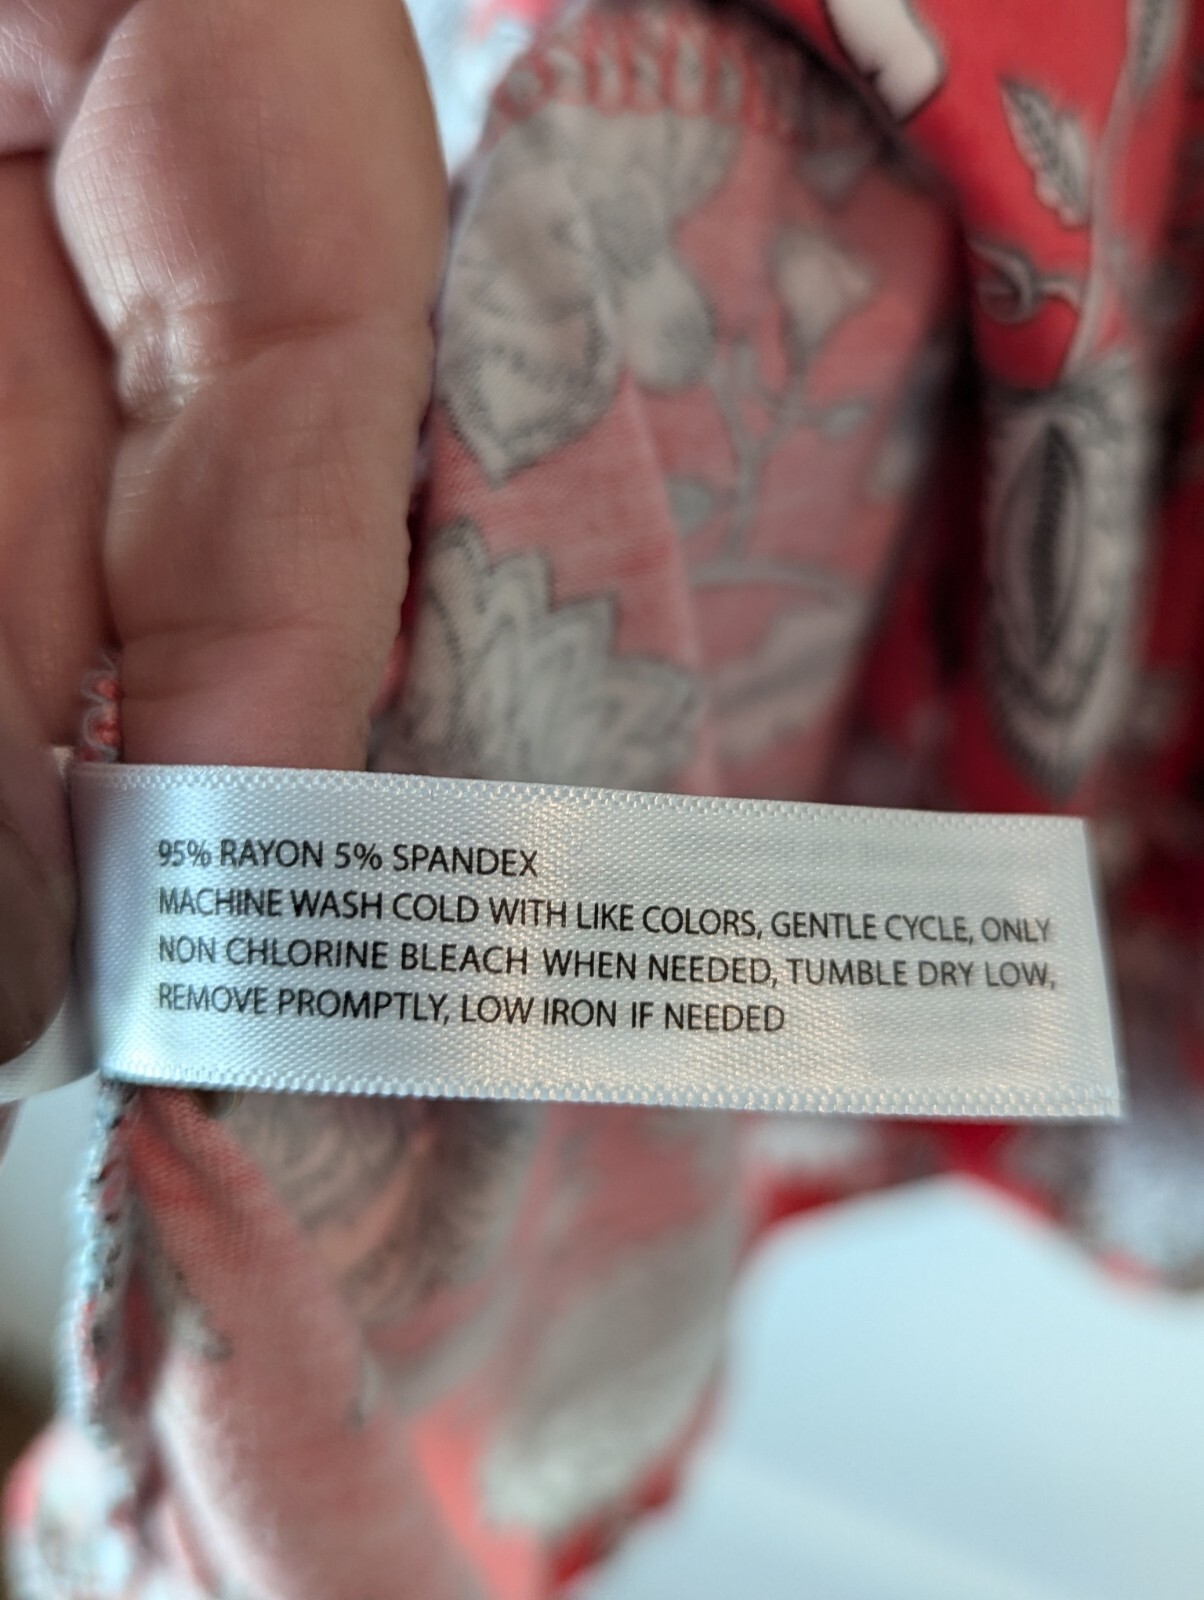 95% RAYON 5% SPANDEX
MACHINE WASH COLD WITH LIKE COLORS, GENTLE CYCLE, ONLY
NON CHLORINE BLEACH WHEN NEEDED, TUMBLE DRY LOW,
REMOVE PROMPTLY, LOW IRON IF NEEDED